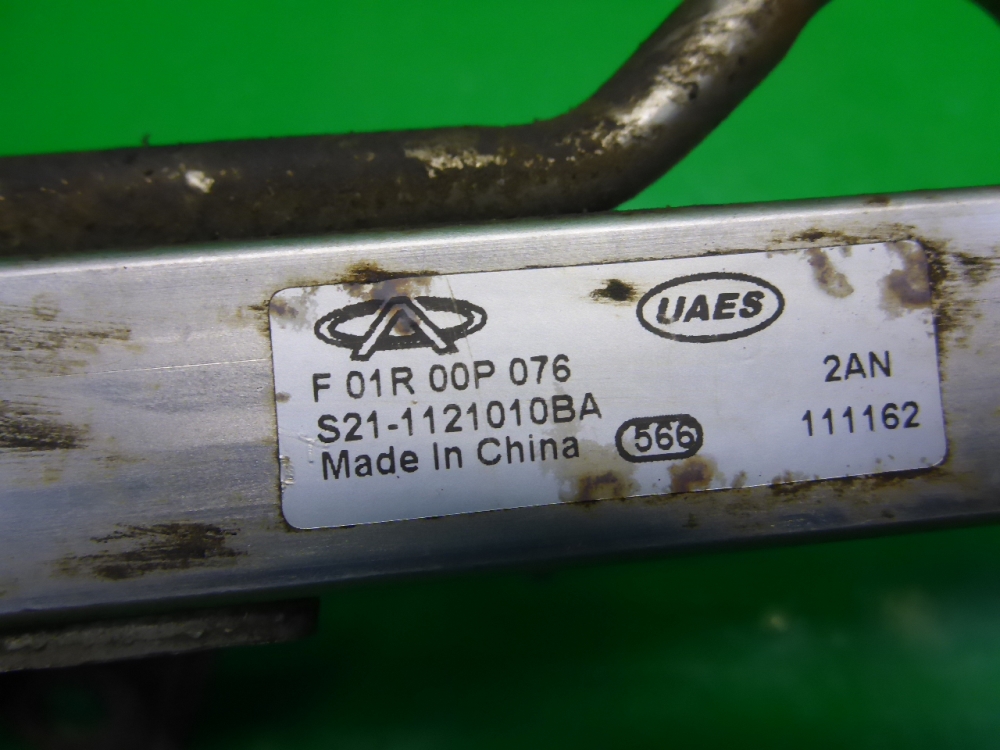 UAES
F 01R 00P 076
2AN
S21-1121010BA
566
111162
Made In China